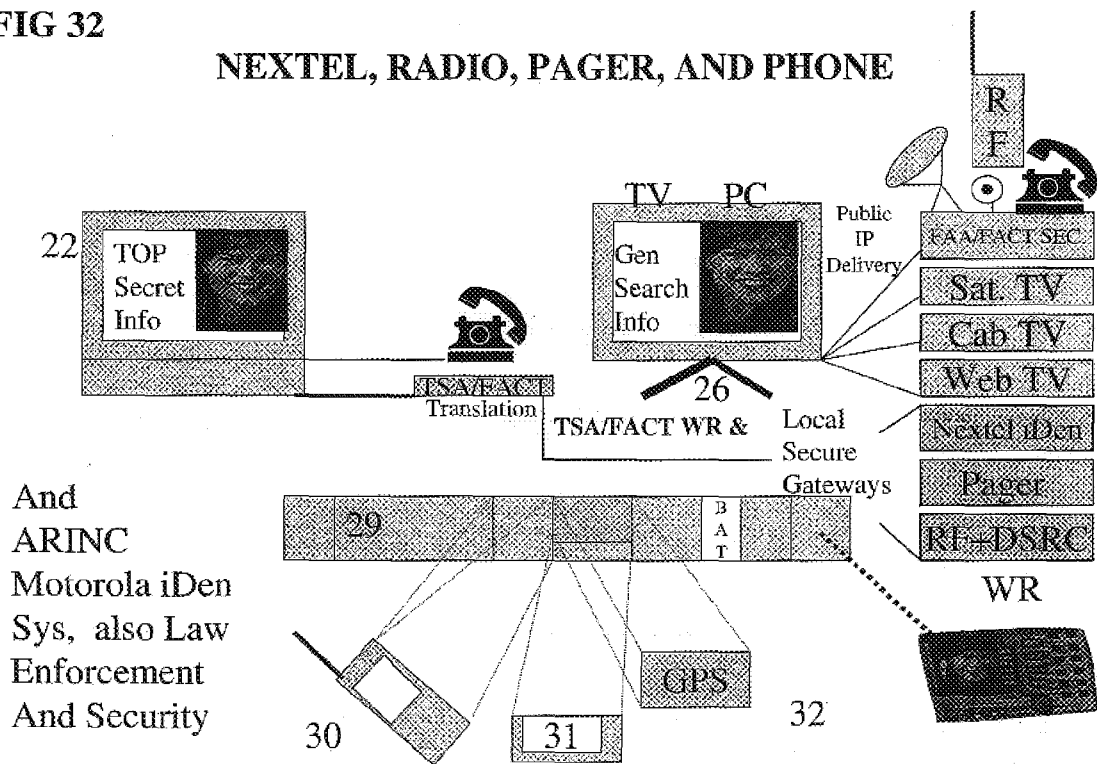 FIG 32
NEXTEL, RADIO, PAGER, AND PHONE
R
F
TV PC
22
TOP
Secret
Info
Gen
Search
Info
Public
IP
Delivery
FAA/FACT SEC.
Sat. TV
Cab TV
Web TV
Nextel iDen
Pager
RF+DSRC
WR
TSA/FACT
Translation
26
TSA/FACT WR &
Local
Secure
Gateways
And
ARINC
Motorola iDen
Sys, also Law
Enforcement
And Security
29
B
A
T
30
31
GPS
32